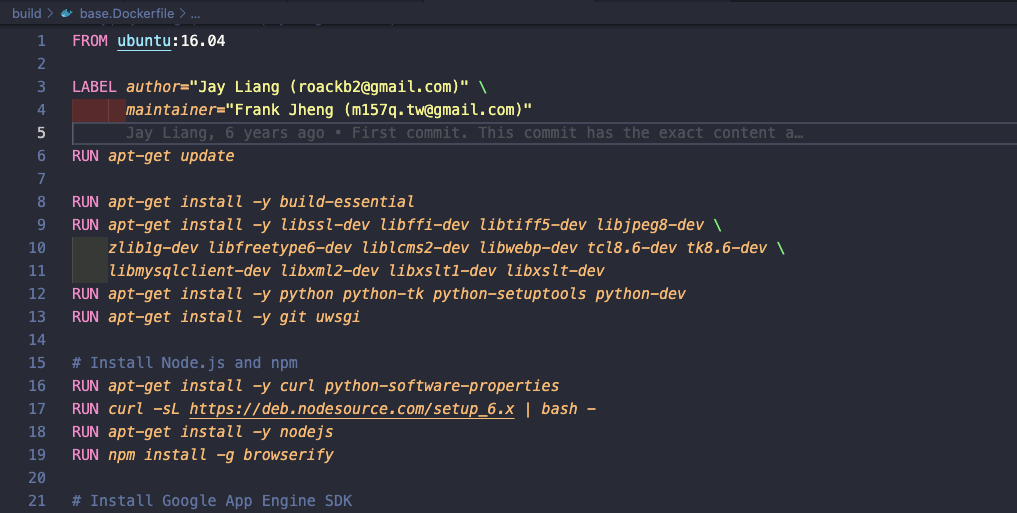 build > base.Dockerfile > ...
1 FROM ubuntu:16.04
2
3 LABEL author="Jay Liang (roackb2@gmail.com)" \
4 maintainer="Frank Jheng (m157q.tw@gmail.com)"
5 Jay Liang, 6 years ago • First commit. This commit has the exact content a…
6 RUN apt-get update
7
8 RUN apt-get install -y build-essential
9 RUN apt-get install -y libssl-dev libffi-dev libtiff5-dev libjpeg8-dev \
10 zlib1g-dev libfreetype6-dev liblcms2-dev libwebp-dev tcl8.6-dev tk8.6-dev \
11 libmysqlclient-dev libxml2-dev libxslt1-dev libxslt-dev
12 RUN apt-get install -y python python-tk python-setuptools python-dev
13 RUN apt-get install -y git uwsgi
14
15 # Install Node.js and npm
16 RUN apt-get install -y curl python-software-properties
17 RUN curl -sL https://deb.nodesource.com/setup_6.x | bash -
18 RUN apt-get install -y nodejs
19 RUN npm install -g browserify
20
21 # Install Google App Engine SDK